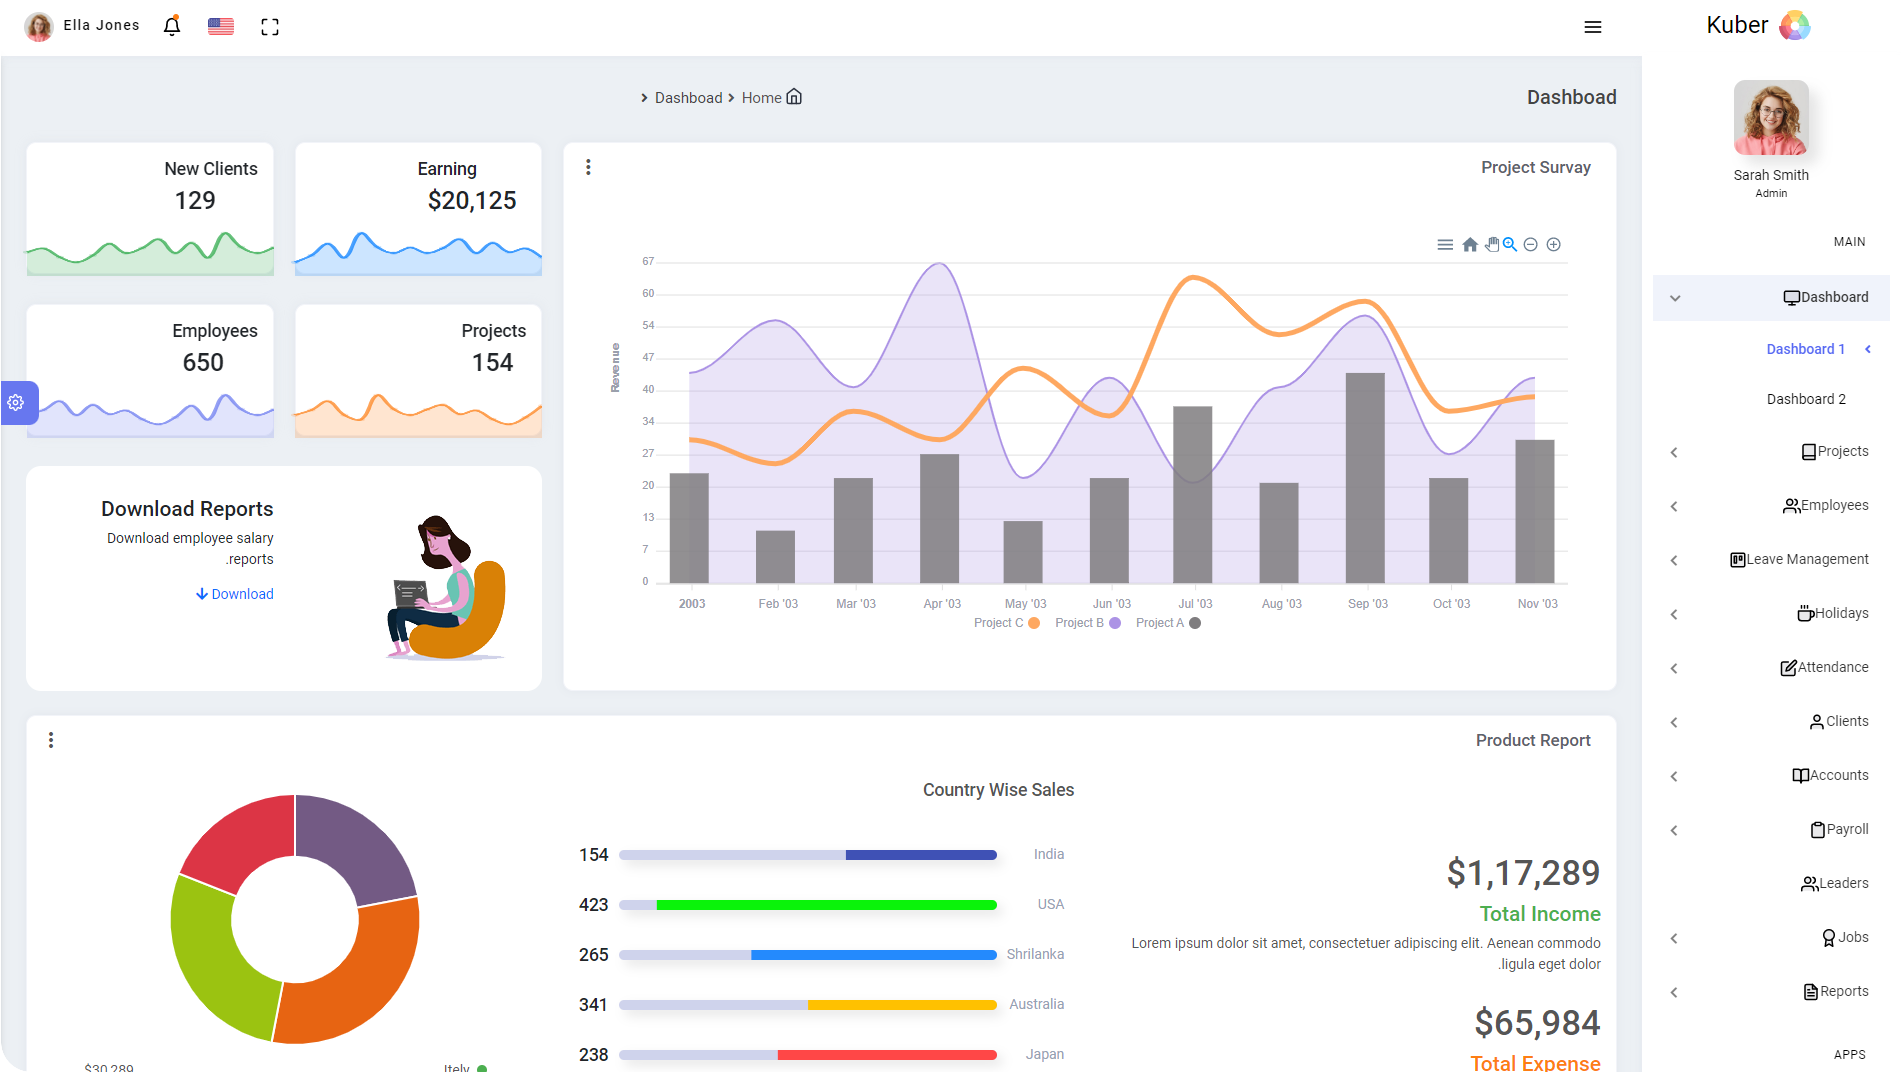 Ella Jones
Kuber
Dashboad
Dashboad
Home
Sarah Smith
Admin
MAIN
Dashboard
Dashboard 1
Dashboard 2
Projects
Employees
Leave Management
Holidays
Attendance
Clients
Accounts
Payroll
Leaders
Jobs
Reports
APPS
New Clients
129
Earning
$20,125
Employees
650
Projects
154
Download Reports
Download employee salary
.reports
Download
Project Survay
67
60
54
47
40
34
27
20
13
7
0
Revenue
2003
Feb '03
Mar '03
Apr '03
May '03
Jun '03
Jul '03
Aug '03
Sep '03
Oct '03
Nov '03
Project C
Project B
Project A
Product Report
$30,289
Itely
Country Wise Sales
154 India
423 USA
265 Shrilanka
341 Australia
238 Japan
$1,17,289
Total Income
Lorem ipsum dolor sit amet, consectetuer adipiscing elit. Aenean commodo
.ligula eget dolor
$65,984
Total Expense